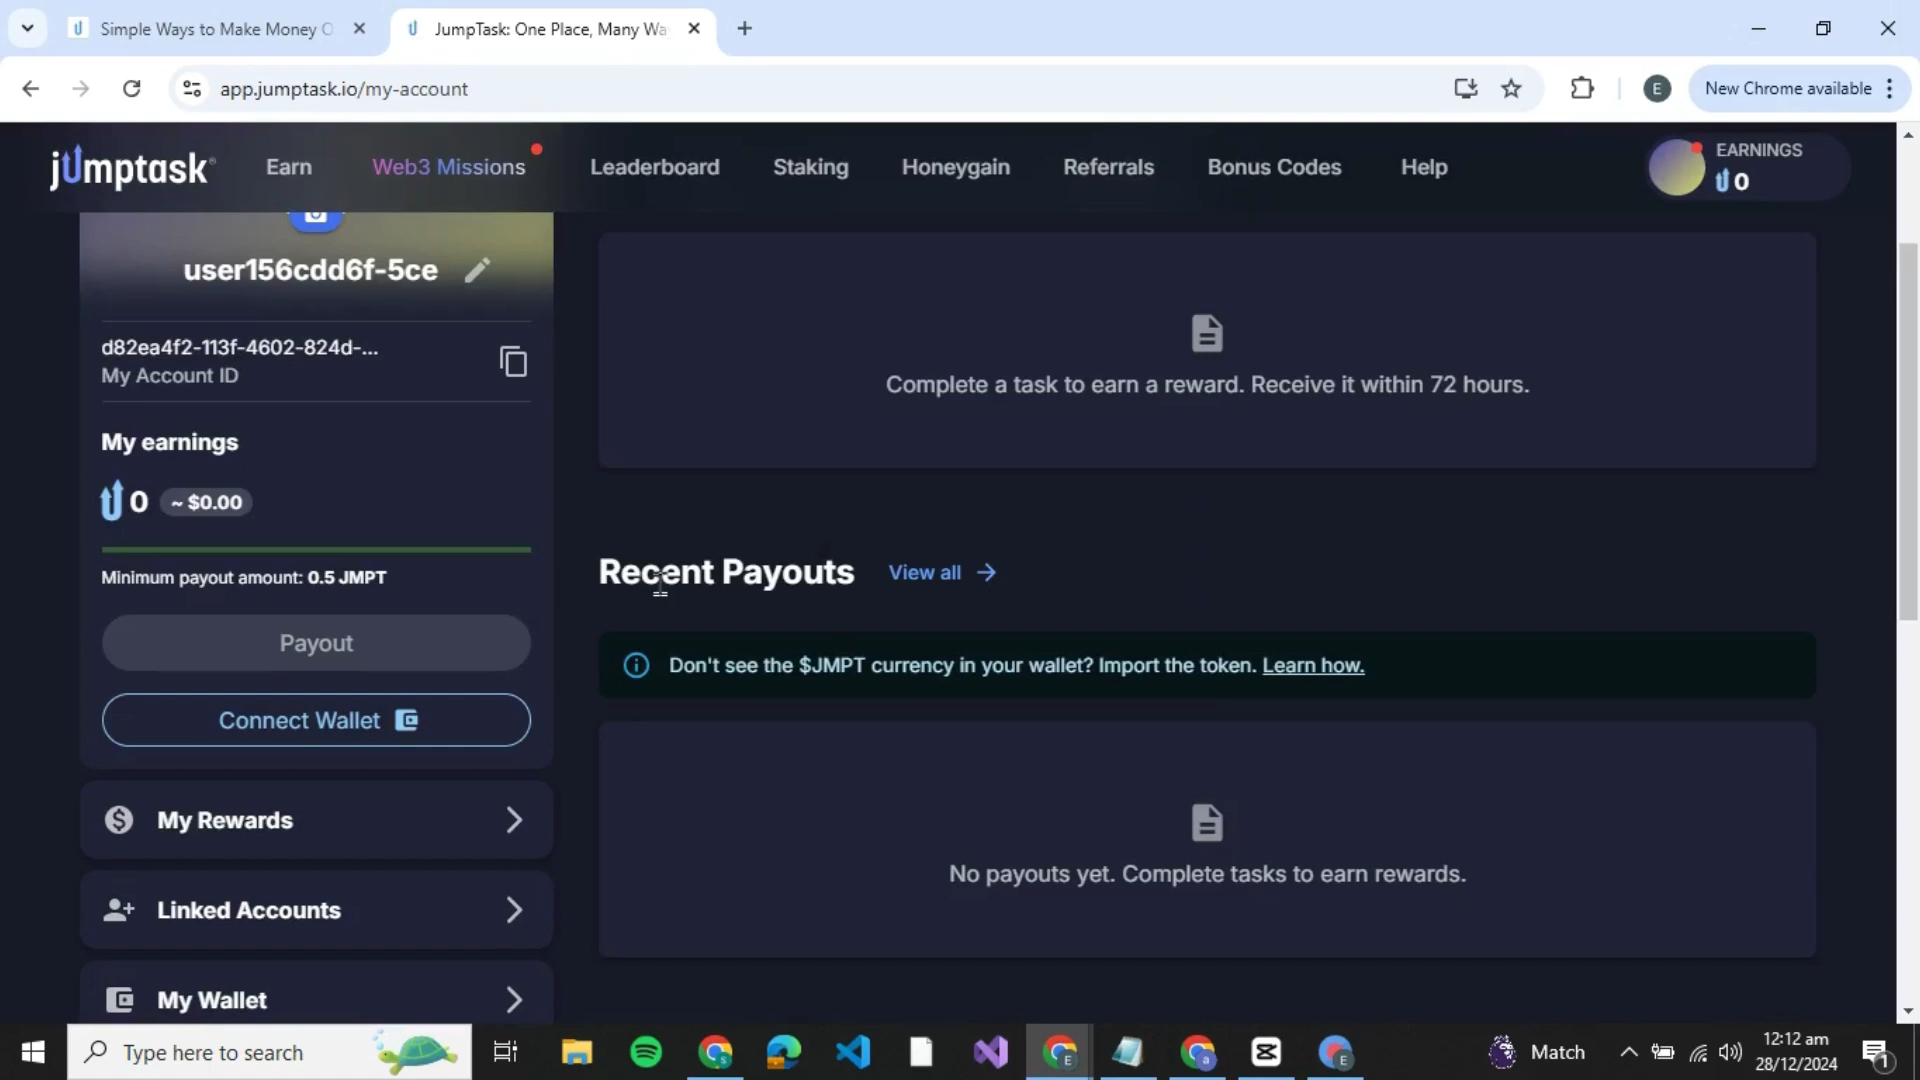 Simple Ways to Make Money O
JumpTask: One Place, Many Wa
app.jumptask.io/my-account
E
New Chrome available
jumptask
Earn
Web3 Missions
Leaderboard
Staking
Honeygain
Referrals
Bonus Codes
Help
EARNINGS
0
user156cdd6f-5ce
d82ea4f2-113f-4602-824d-...
My Account ID
My earnings
0 ~ $0.00
Minimum payout amount: 0.5 JMPT
Payout
Connect Wallet
My Rewards
Linked Accounts
My Wallet
Complete a task to earn a reward. Receive it within 72 hours.
Recent Payouts
View all
Don't see the $JMPT currency in your wallet? Import the token. Learn how.
No payouts yet. Complete tasks to earn rewards.
Type here to search
Match
12:12 am
28/12/2024
1